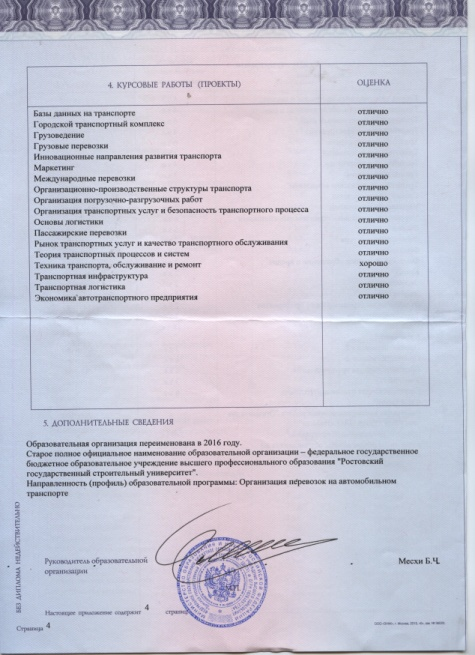 4. КУРСОВЫЕ РАБОТЫ (ПРОЕКТЫ) ОЦЕНКА
Базы данных на транспорте отлично
Городской транспортный комплекс отлично
Грузоведение отлично
Грузовые перевозки отлично
Инновационные направления развития транспорта отлично
Маркетинг отлично
Международные перевозки отлично
Организационно-производственные структуры транспорта отлично
Организация погрузочно-разгрузочных работ отлично
Организация транспортных услуг и безопасность транспортного процесса отлично
Основы логистики отлично
Пассажирские перевозки отлично
Рынок транспортных услуг и качество транспортного обслуживания отлично
Теория транспортных процессов и систем отлично
Техника транспорта, обслуживание и ремонт хорошо
Транспортная инфраструктура отлично
Транспортная логистика отлично
Экономика автотранспортного предприятия отлично
5. ДОПОЛНИТЕЛЬНЫЕ СВЕДЕНИЯ
Образовательная организация переименована в 2016 году.
Старое полное официальное наименование образовательной организации – федеральное государственное
бюджетное образовательное учреждение высшего профессионального образования "Ростовский
государственный строительный университет".
Направленность (профиль) образовательной программы: Организация перевозок на автомобильном
транспорте
Руководитель образовательной
организации
Месхи Б.Ч.
Настоящее приложение содержит 4 страниц
Страница 4
БЕЗ ДИПЛОМА НЕДЕЙСТВИТЕЛЬНО